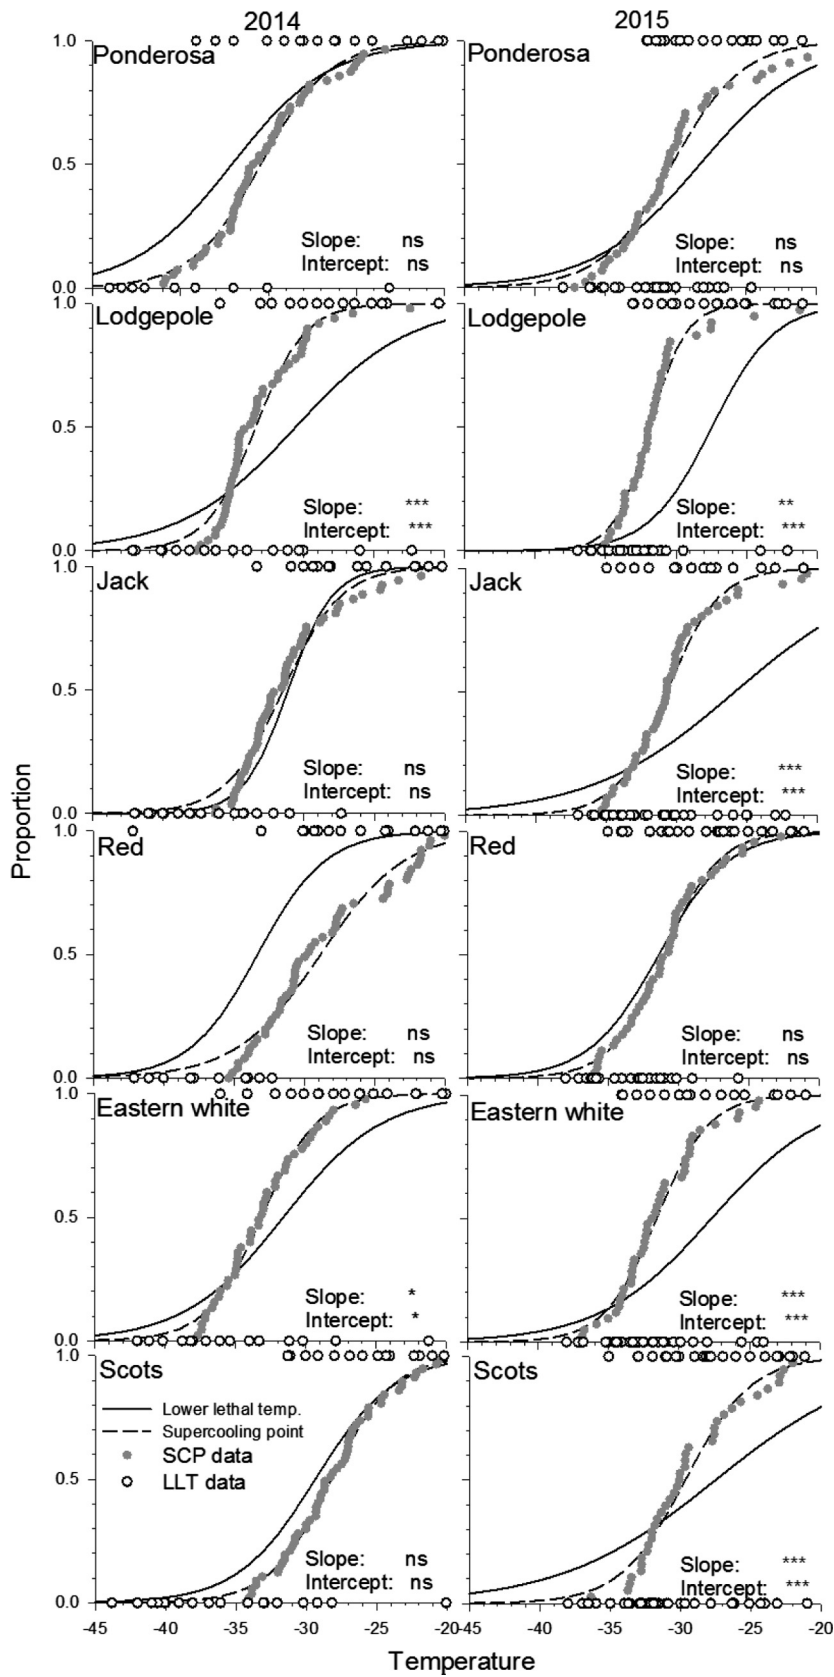 2014 2015
1.0 Ponderosa Ponderosa
0.5
Slope: ns Slope: ns
Intercept: ns Intercept: ns
0.0
1.0 Lodgepole Lodgepole
0.5
Slope: *** Slope: **
Intercept: *** Intercept: ***
0.0
1.0 Jack Jack
0.5
Slope: ns Slope: ***
Intercept: ns Intercept: ***
0.0
Proportion
1.0 Red Red
0.5
Slope: ns Slope: ns
Intercept: ns Intercept: ns
0.0
1.0 Eastern white Eastern white
0.5
Slope: * Slope: ***
Intercept: * Intercept: ***
0.0
1.0 Scots Scots
Lower lethal temp.
Supercooling point
SCP data
LLT data
0.5
Slope: ns Slope: ***
Intercept: ns Intercept: ***
0.0
-45 -40 -35 -30 -25 -20 -45 -40 -35 -30 -25 -20
Temperature